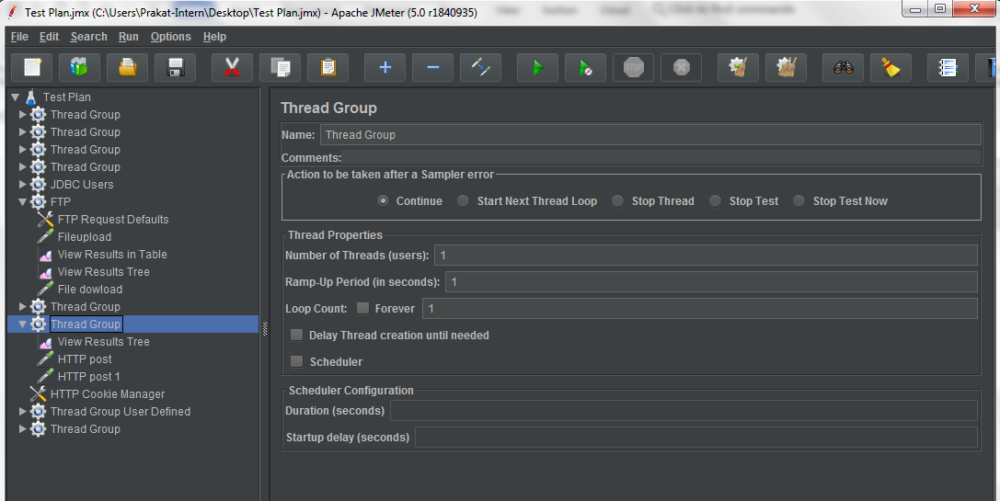 Test Plan.jmx (C:\Users\Prakat-Intern\Desktop\Test Plan.jmx) - Apache JMeter (5.0 r1840935)
File Edit Search Run Options Help
STOP
Test Plan
Thread Group
Thread Group
Thread Group
Thread Group
JDBC Users
FTP
FTP Request Defaults
Fileupload
View Results in Table
View Results Tree
File dowload
Thread Group
Thread Group
View Results Tree
HTTP post
HTTP post 1
HTTP Cookie Manager
Thread Group User Defined
Thread Group
Thread Group
Name: Thread Group
Comments:
Action to be taken after a Sampler error
Continue Start Next Thread Loop Stop Thread Stop Test Stop Test Now
Thread Properties
Number of Threads (users): 1
Ramp-Up Period (in seconds): 1
Loop Count: Forever 1
Delay Thread creation until needed
Scheduler
Scheduler Configuration
Duration (seconds)
Startup delay (seconds)